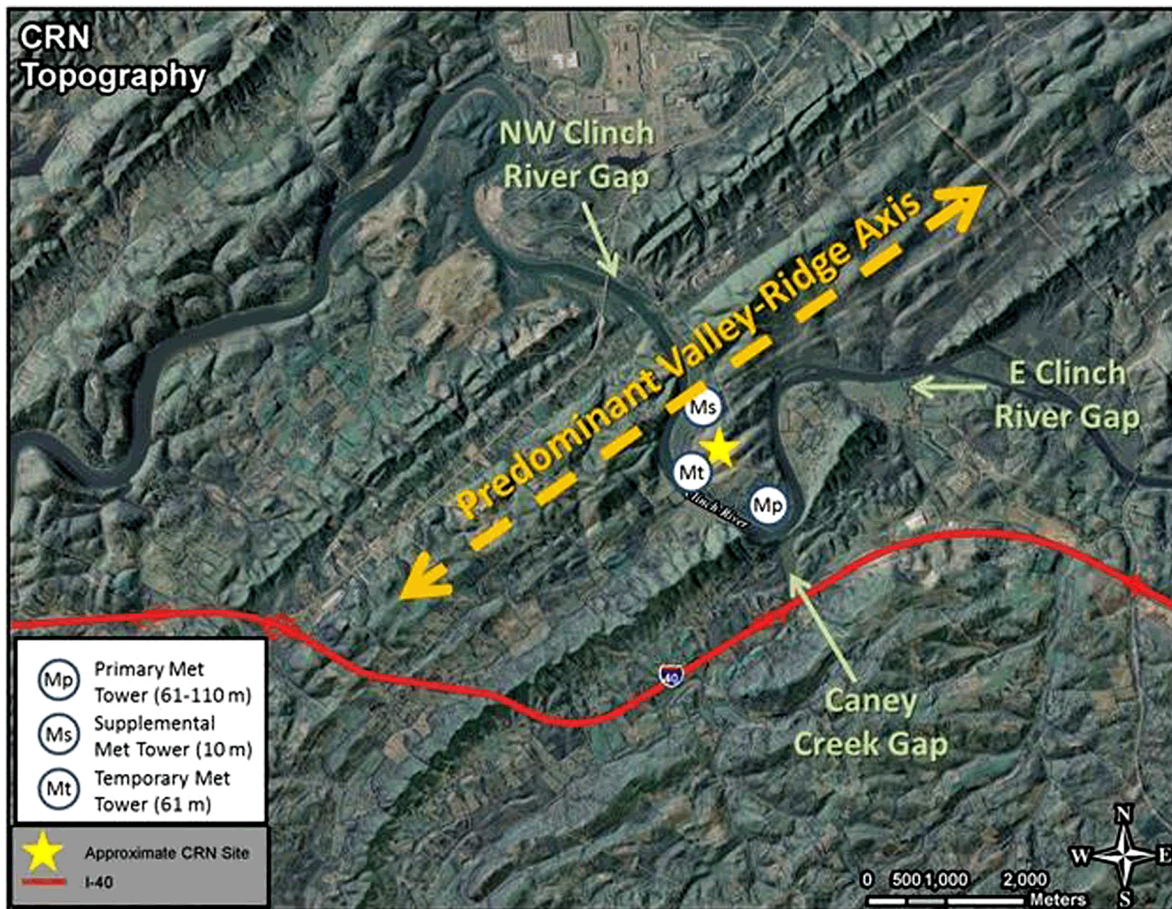 CRN
Topography
NW Clinch
River Gap
Predominant Valley-Ridge Axis
E Clinch
River Gap
Ms
Mt
Mp
Clinch River
40
Caney
Creek Gap
Mp
Primary Met
Tower (61-110 m)
Ms
Supplemental
Met Tower (10 m)
Mt
Temporary Met
Tower (61 m)
Approximate CRN Site
I-40
N
W
E
S
0 500 1,000 2,000
Meters